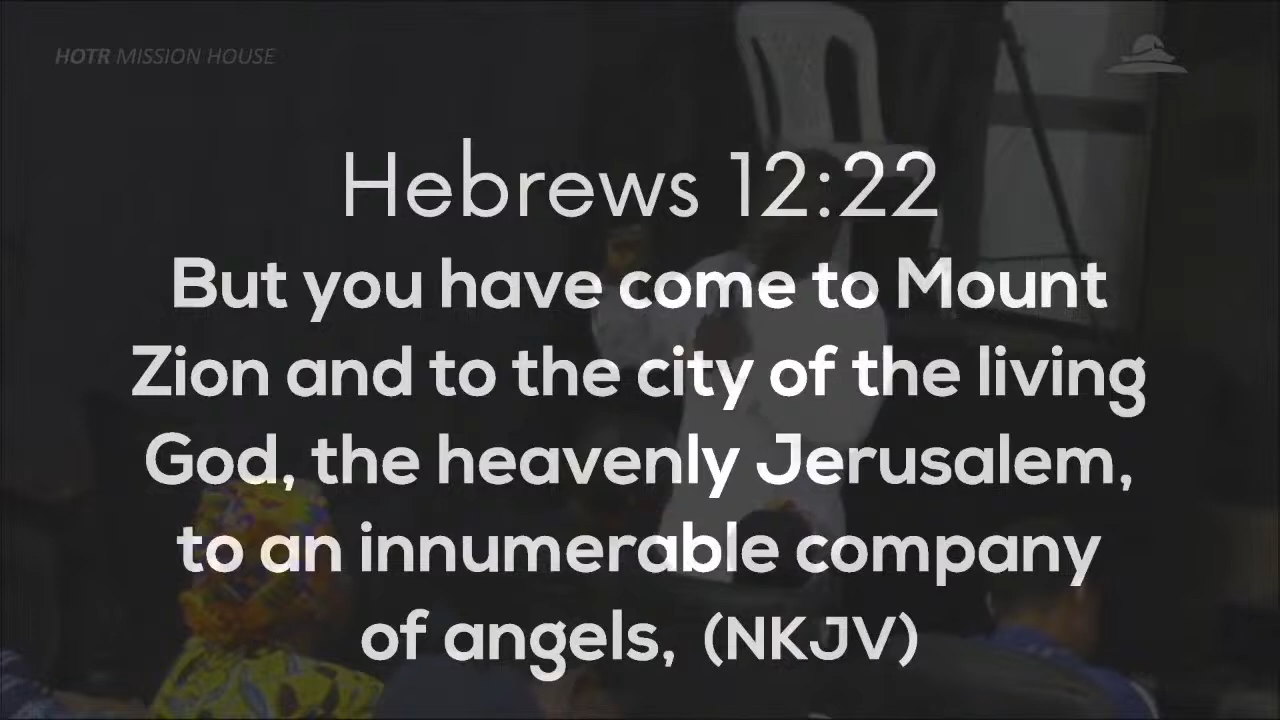 HOTR MISSION HOUSE
Hebrews 12:22
But you have come to Mount
Zion and to the city of the living
God, the heavenly Jerusalem,
to an innumerable company
of angels, (NKJV)